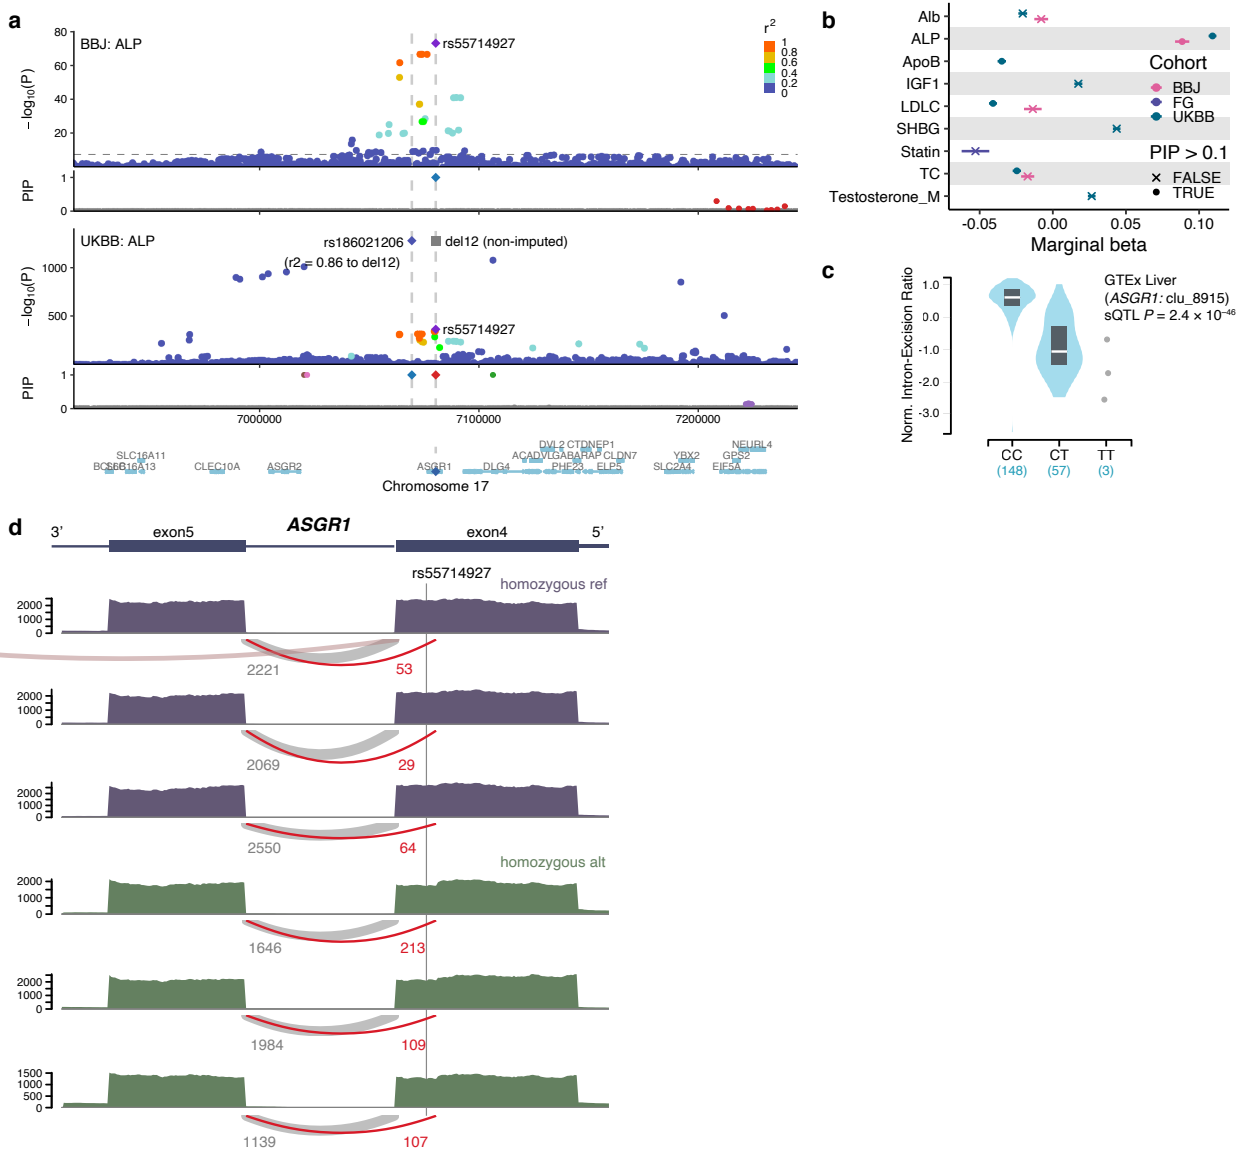 a
BBJ: ALP
rs55714927
r2
1
0.8
0.6
0.4
0.2
0
80
60
40
20
−log10(P)
PIP
1
0
UKBB: ALP
rs186021206
del12 (non-imputed)
(r2 = 0.86 to del12)
1000
500
−log10(P)
rs55714927
PIP
1
0
7000000
7100000
7200000
DVL2 CTDNEP1
NEURL4
SLC16A11
ACADVLGABARAP CLDN7
YBX2
GPS2
SLC16A13
CLEC10A
ASGR2
ASGR1
DLG4
PHF23
ELP5
SLC2A4
EIF5A
Chromosome 17
b
Alb
ALP
ApoB
IGF1
LDLC
SHBG
Statin
TC
Testosterone_M
Cohort
BBJ
FG
UKBB
PIP > 0.1
FALSE
TRUE
-0.05
0.00
0.05
0.10
Marginal beta
c
Norm. Intron-Excision Ratio
1.0
0.0
-1.0
-2.0
-3.0
GTEx Liver
(ASGR1: clu_8915)
sQTL P = 2.4 × 10−46
CC
CT
TT
(148)
(57)
(3)
d
3’
exon5
ASGR1
exon4
5’
rs55714927
homozygous ref
2000
1000
0
2221
53
2000
1000
0
2069
29
2000
1000
0
2550
64
homozygous alt
2000
1000
0
1646
213
2000
1000
0
1984
109
1500
1000
500
0
1139
107